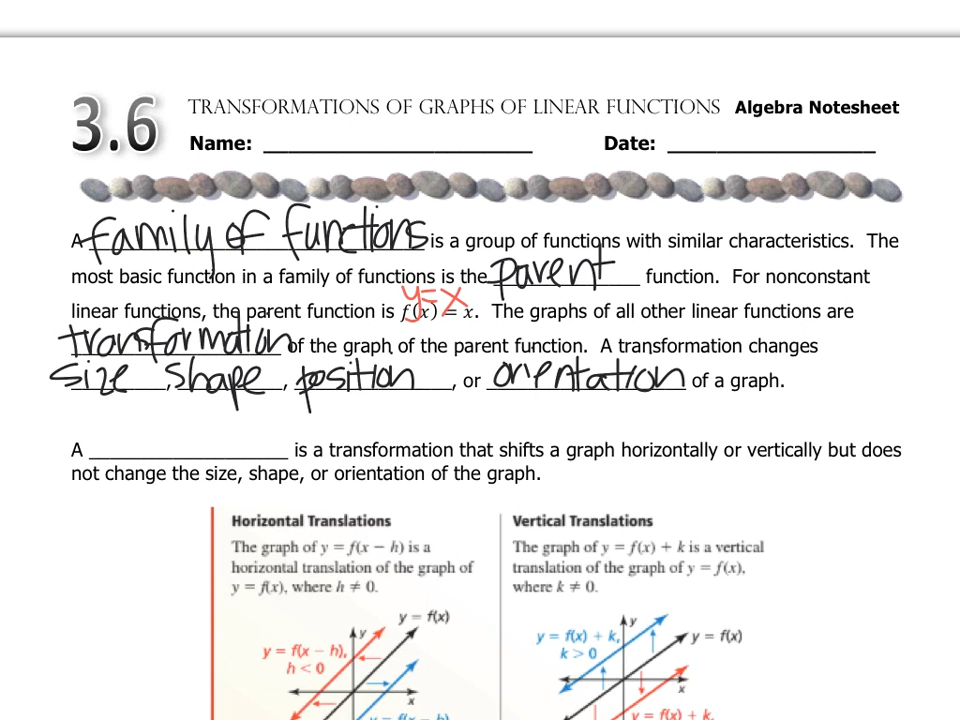 3.6 TRANSFORMATIONS OF GRAPHS OF LINEAR FUNCTIONS Algebra Notesheet
Name: ____________________ Date: ____________________
A family of functions is a group of functions with similar characteristics. The
most basic function in a family of functions is the parent function. For nonconstant
y=x
linear functions, the parent function is f(x) = x. The graphs of all other linear functions are
transformation of the graph of the parent function. A transformation changes
size, shape, position, or orientation of a graph.
A ____________________ is a transformation that shifts a graph horizontally or vertically but does
not change the size, shape, or orientation of the graph.
Horizontal Translations
The graph of y = f(x − h) is a
horizontal translation of the graph of
y = f(x), where h ≠ 0.
y = f(x)
y
y = f(x − h),
h < 0
x
Vertical Translations
The graph of y = f(x) + k is a vertical
translation of the graph of y = f(x),
where k ≠ 0.
y
y = f(x) + k,
k > 0
y = f(x)
x
y = f(x) + k,